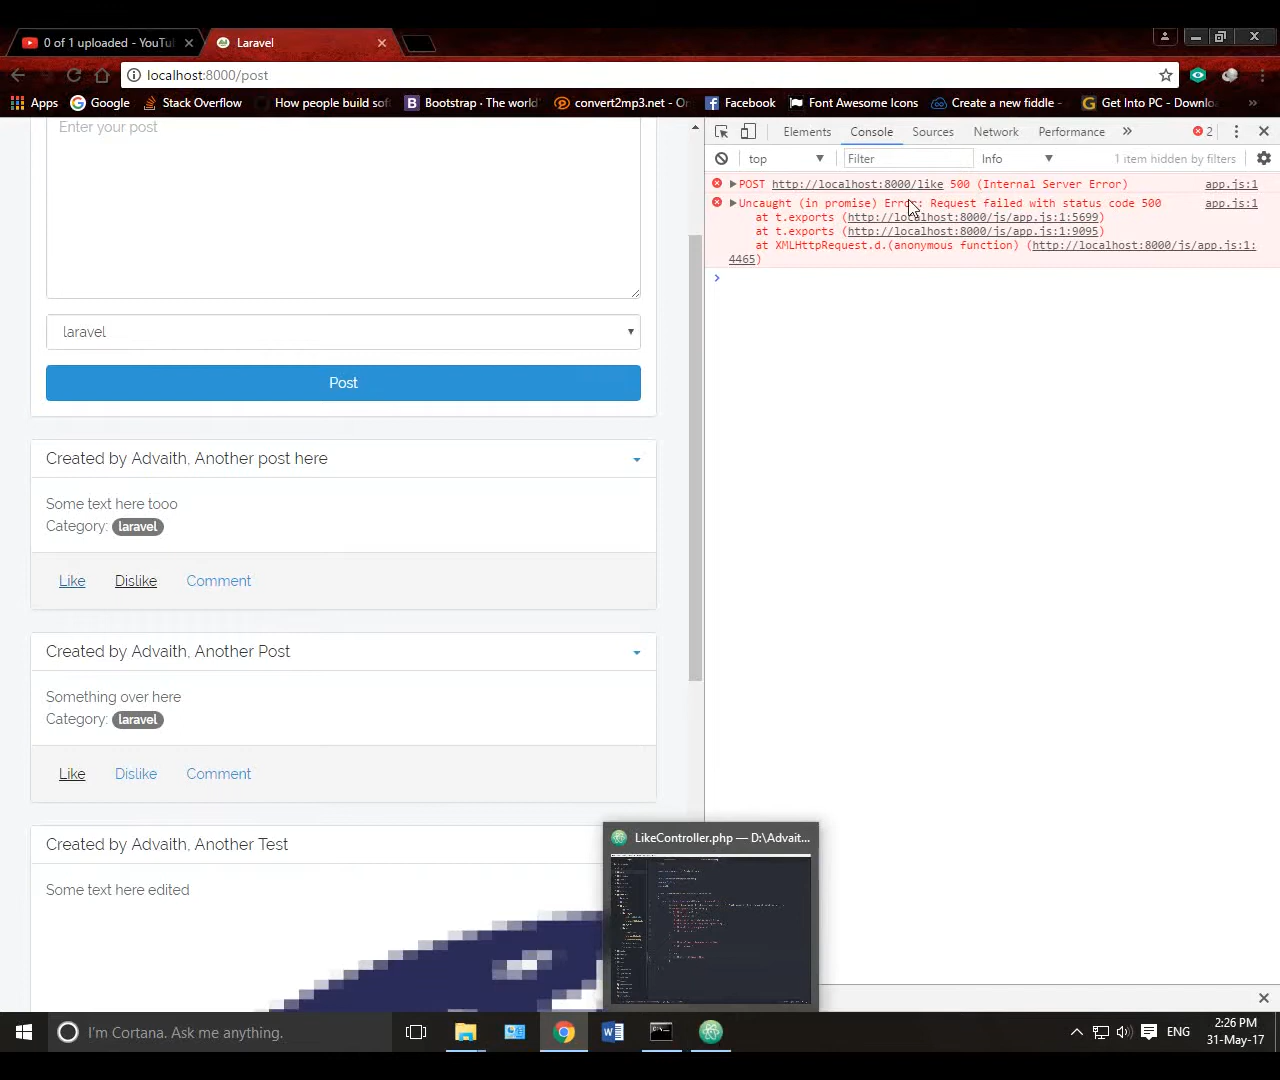 0 of 1 uploaded - YouTu
Laravel
localhost:8000/post
Apps Google Stack Overflow How people build sof Bootstrap · The world' convert2mp3.net - On Facebook Font Awesome Icons Create a new fiddle - Get Into PC - Downlo »
Enter your post
laravel
Post
Created by Advaith, Another post here
Some text here tooo
Category: laravel
Like Dislike Comment
Created by Advaith, Another Post
Something over here
Category: laravel
Like Dislike Comment
Created by Advaith, Another Test
Some text here edited
Elements Console Sources Network Performance » 2
top Filter Info 1 item hidden by filters
POST http://localhost:8000/like 500 (Internal Server Error) app.js:1
Uncaught (in promise) Error: Request failed with status code 500 app.js:1
at t.exports (http://localhost:8000/js/app.js:1:5699)
at t.exports (http://localhost:8000/js/app.js:1:9095)
at XMLHttpRequest.d.(anonymous function) (http://localhost:8000/js/app.js:1:
4465)
LikeController.php — D:\Advait...
I'm Cortana. Ask me anything.
ENG
2:26 PM
31-May-17